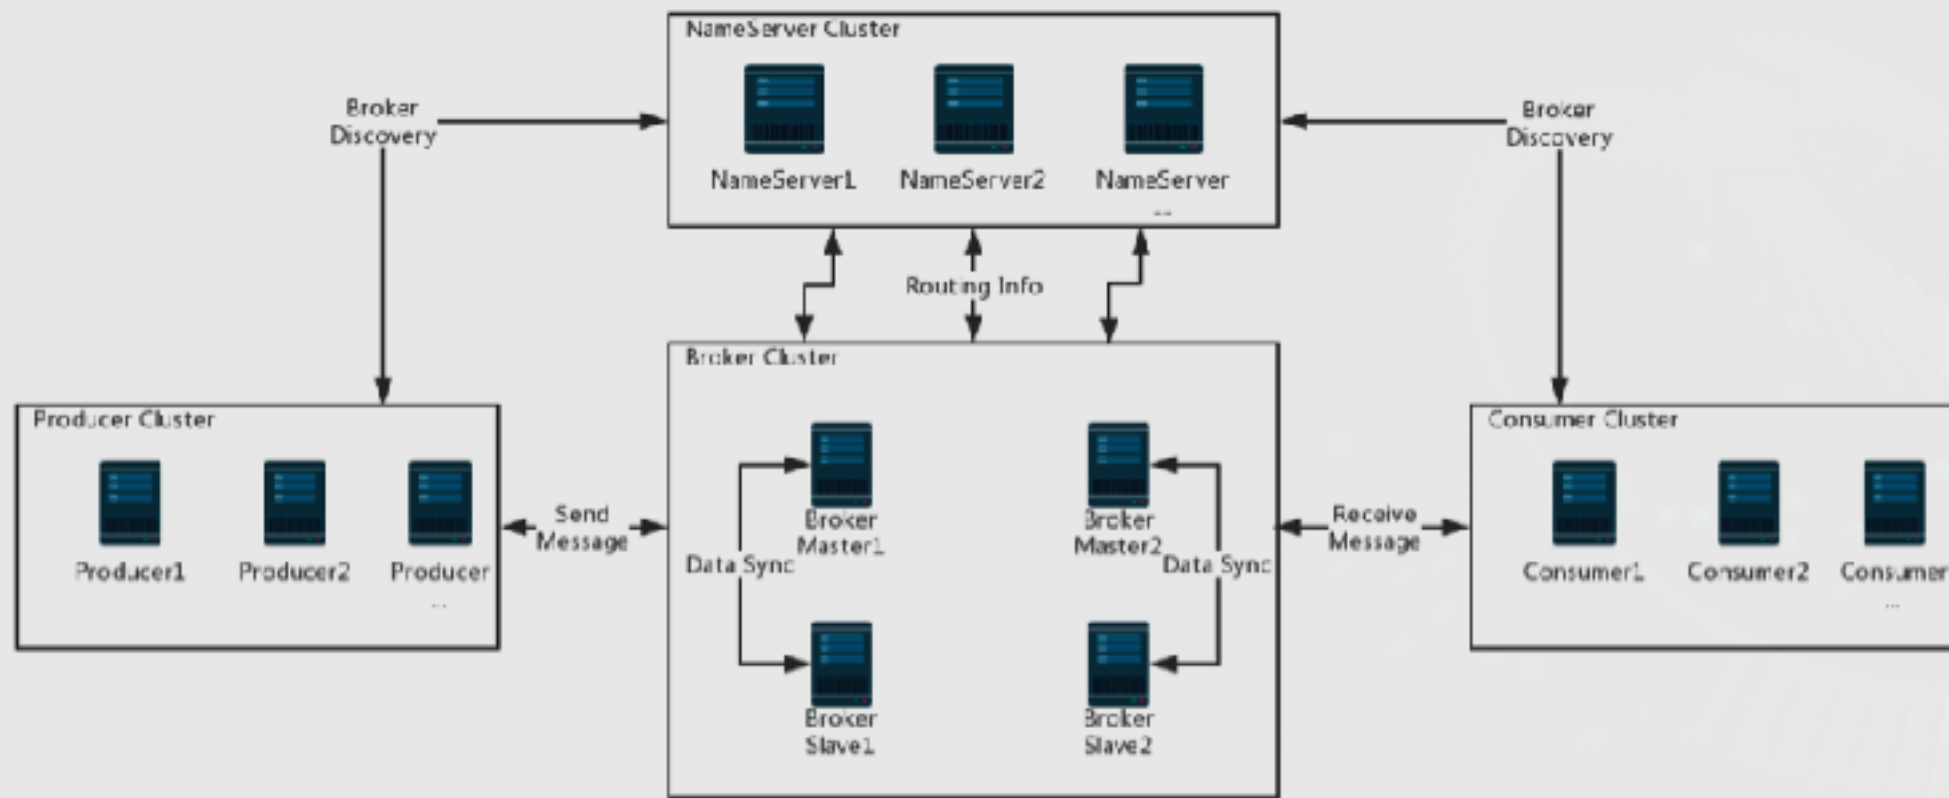 NameServer Cluster
NameServer1
NameServer2
NameServer
...
Broker
Discovery
Broker
Discovery
Routing Info
Producer Cluster
Producer1
Producer2
Producer
...
Send
Message
Broker Cluster
Broker
Master1
Broker
Master2
Data Sync
Data Sync
Broker
Slave1
Broker
Slave2
Receive
Message
Consumer Cluster
Consumer1
Consumer2
Consumer
...